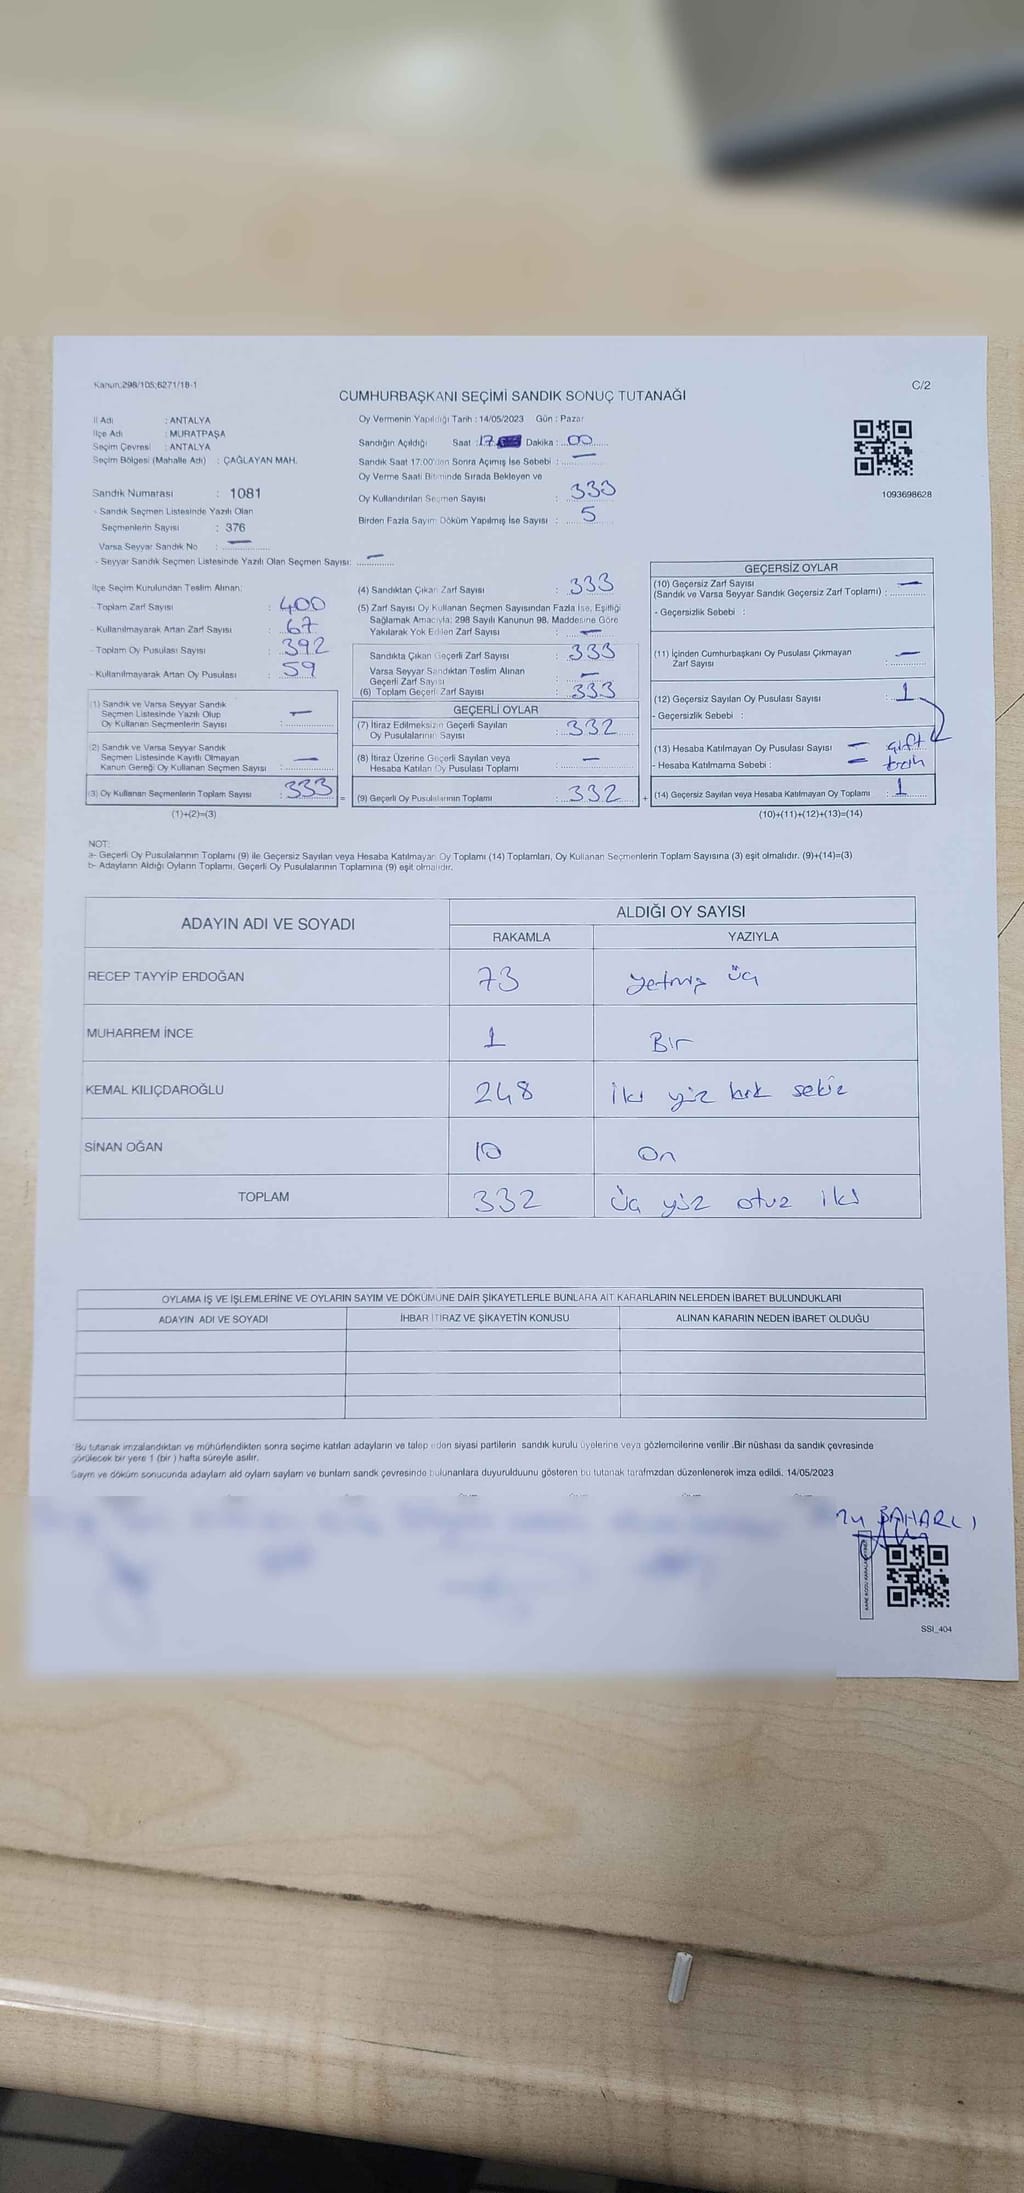 Kanun:298/105;6271/18-1
C/2
CUMHURBAŞKANI SEÇİMİ SANDIK SONUÇ TUTANAĞI
İl Adı : ANTALYA
İlçe Adı : MURATPAŞA
Seçim Çevresi : ANTALYA
Seçim Bölgesi (Mahalle Adı) : ÇAĞLAYAN MAH.
Sandık Numarası : 1081
- Sandık Seçmen Listesinde Yazılı Olan
Seçmenlerin Sayısı : 376
Varsa Seyyar Sandık No : —
- Seyyar Sandık Seçmen Listesinde Yazılı Olan Seçmen Sayısı: —
Oy Vermenin Yapıldığı Tarih : 14/05/2023 Gün : Pazar
Sandığın Açıldığı Saat : 17 Dakika : 00
Sandık Saat 17:00'den Sonra Açımış İse Sebebi : —
Oy Verme Saati Bitiminde Sırada Bekleyen ve
Oy Kullandırılan Seçmen Sayısı : 333
Birden Fazla Sayım Döküm Yapılmış İse Sayısı : 5
1093698628
İlçe Seçim Kurulundan Teslim Alınan:
- Toplam Zarf Sayısı : 400
- Kullanılmayarak Artan Zarf Sayısı : 67
- Toplam Oy Pusulası Sayısı : 392
- Kullanılmayarak Artan Oy Pusulası : 59
(1) Sandık ve Varsa Seyyar Sandık
Seçmen Listesinde Yazılı Olup
Oy Kullanan Seçmenlerin Sayısı : —
(2) Sandık ve Varsa Seyyar Sandık
Seçmen Listesinde Kayıtlı Olmayan
Kanun Gereği Oy Kullanan Seçmen Sayısı : —
(3) Oy Kullanan Seçmenlerin Toplam Sayısı : 333
(1)+(2)=(3)
(4) Sandıktan Çıkan Zarf Sayısı : 333
(5) Zarf Sayısı Oy Kullanan Seçmen Sayısından Fazla İse, Eşitliği
Sağlamak Amacıyla; 298 Sayılı Kanunun 98. Maddesine Göre
Yakılarak Yok Edilen Zarf Sayısı : —
Sandıkta Çıkan Geçerli Zarf Sayısı : 333
Varsa Seyyar Sandıktan Teslim Alınan
Geçerli Zarf Sayısı : —
(6) Toplam Geçerli Zarf Sayısı : 333
GEÇERLİ OYLAR
(7) İtiraz Edilmeksizin Geçerli Sayılan
Oy Pusulalarının Sayısı : 332
(8) İtiraz Üzerine Geçerli Sayılan veya
Hesaba Katılan Oy Pusulası Toplamı : —
= (9) Geçerli Oy Pusulalarının Toplamı : 332
GEÇERSİZ OYLAR
(10) Geçersiz Zarf Sayısı
(Sandık ve Varsa Seyyar Sandık Geçersiz Zarf Toplamı) : —
- Geçersizlik Sebebi :
(11) İçinden Cumhurbaşkanı Oy Pusulası Çıkmayan
Zarf Sayısı : —
(12) Geçersiz Sayılan Oy Pusulası Sayısı : 1
- Geçersizlik Sebebi :
(13) Hesaba Katılmayan Oy Pusulası Sayısı — çift
- Hesaba Katılmama Sebebi : —
+ (14) Geçersiz Sayılan veya Hesaba Katılmayan Oy Toplamı : 1
(10)+(11)+(12)+(13)=(14)
NOT:
a- Geçerli Oy Pusulalarının Toplamı (9) ile Geçersiz Sayılan veya Hesaba Katılmayan Oy Toplamı (14) Toplamları, Oy Kullanan Seçmenlerin Toplam Sayısına (3) eşit olmalıdır. (9)+(14)=(3)
b- Adayların Aldığı Oyların Toplamı, Geçerli Oy Pusulalarının Toplamına (9) eşit olmalıdır.
ADAYIN ADI VE SOYADI
ALDIĞI OY SAYISI
RAKAMLA YAZIYLA
RECEP TAYYİP ERDOĞAN 73 Yetmiş üç
MUHARREM İNCE 1 Bir
KEMAL KILIÇDAROĞLU 248 İki yüz kırk sekiz
SİNAN OĞAN 10 On
TOPLAM 332 Üç yüz otuz iki
OYLAMA İŞ VE İŞLEMLERİNE VE OYLARIN SAYIM VE DÖKÜMÜNE DAİR ŞİKAYETLERLE BUNLARA AİT KARARLARIN NELERDEN İBARET BULUNDUKLARI
ADAYIN ADI VE SOYADI İHBAR İTİRAZ VE ŞİKAYETİN KONUSU ALINAN KARARIN NEDEN İBARET OLDUĞU
*Bu tutanak imzalandıktan ve mühürlendikten sonra seçime katılan adayların ve talep eden siyasi partilerin sandık kurulu üyelerine veya gözlemcilerine verilir .Bir nüshası da sandık çevresinde
görülecek bir yere 1 (bir ) hafta süreyle asılır.
Sayım ve döküm sonucunda adaylarn ald oylarn saylarn ve bunlarn sandk çevresinde bulunanlara duyurulduunu gösteren bu tutanak tarafmzdan düzenlenerek imza edildi. 14/05/2023
BAHARLI
SSI_404